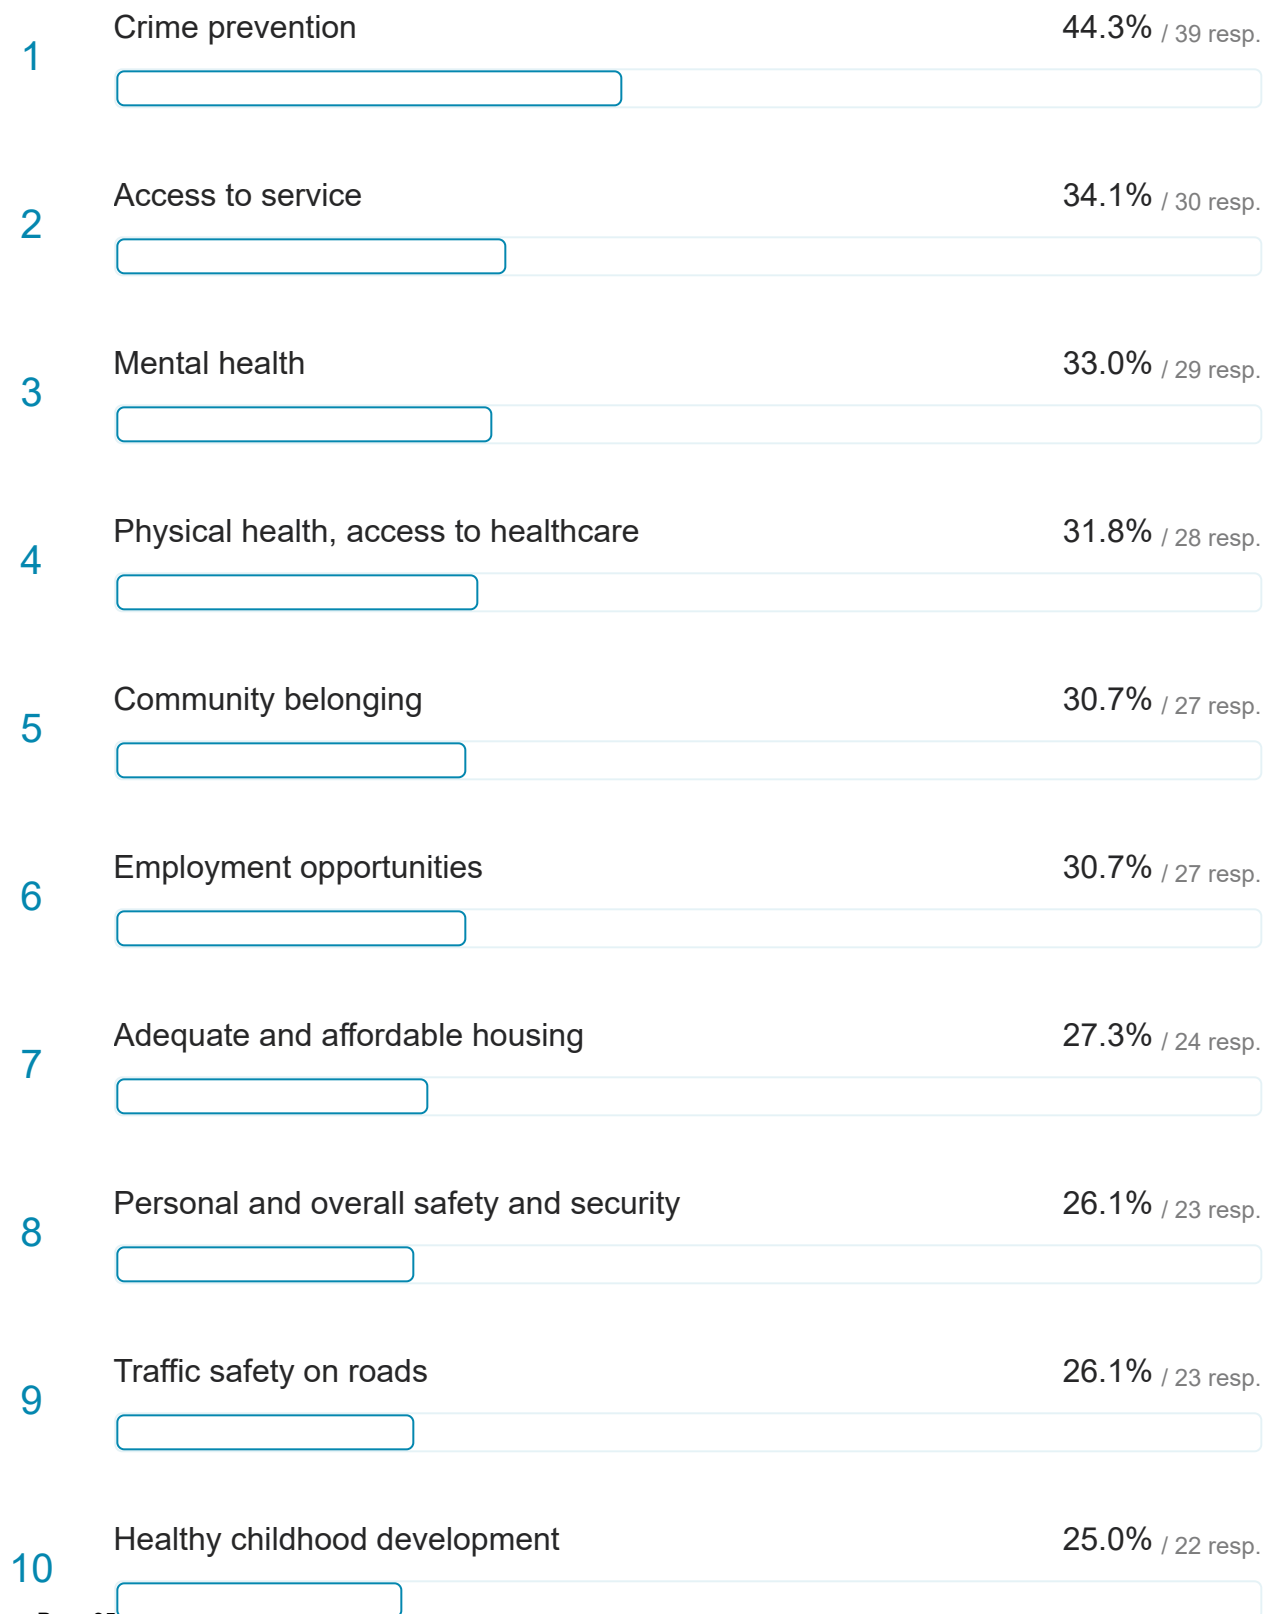 1 Crime prevention 44.3% / 39 resp.
2 Access to service 34.1% / 30 resp.
3 Mental health 33.0% / 29 resp.
4 Physical health, access to healthcare 31.8% / 28 resp.
5 Community belonging 30.7% / 27 resp.
6 Employment opportunities 30.7% / 27 resp.
7 Adequate and affordable housing 27.3% / 24 resp.
8 Personal and overall safety and security 26.1% / 23 resp.
9 Traffic safety on roads 26.1% / 23 resp.
10 Healthy childhood development 25.0% / 22 resp.